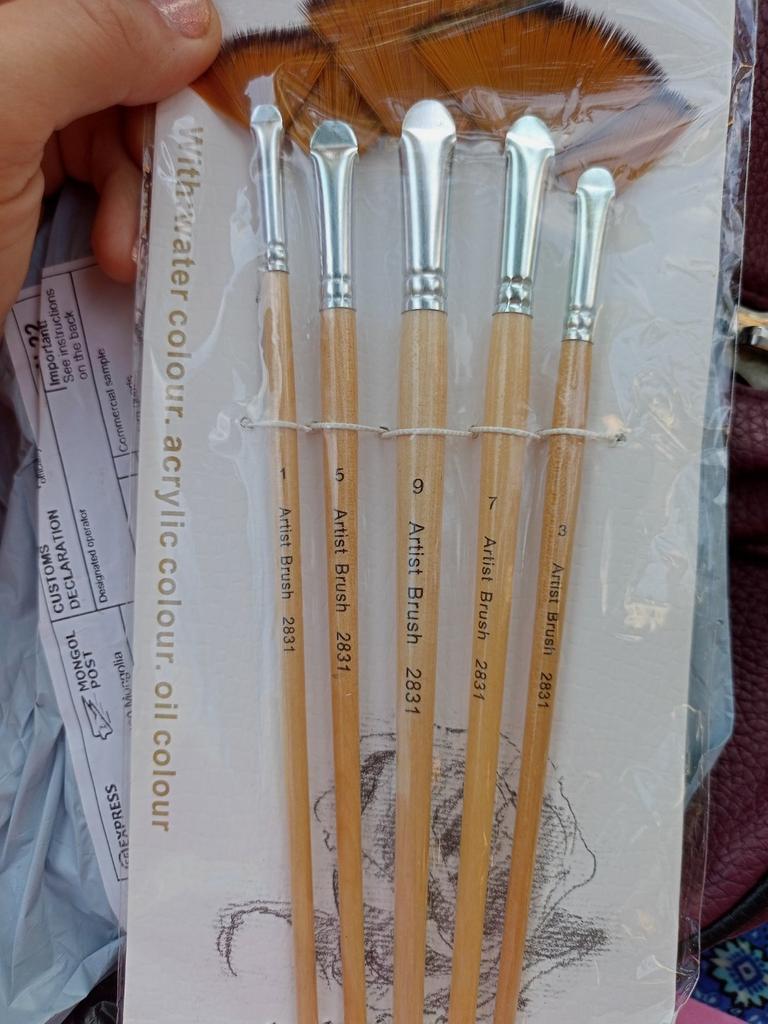 With water colour. acrylic colour. oil colour
1 Artist Brush 2831
5 Artist Brush 2831
9 Artist Brush 2831
7 Artist Brush 2831
3 Artist Brush 2831
Important:
See instructions
on the back
Commercial sample
CUSTOMS
DECLARATION
Designated operator
MONGOL
POST
Mongolia
EXPRESS